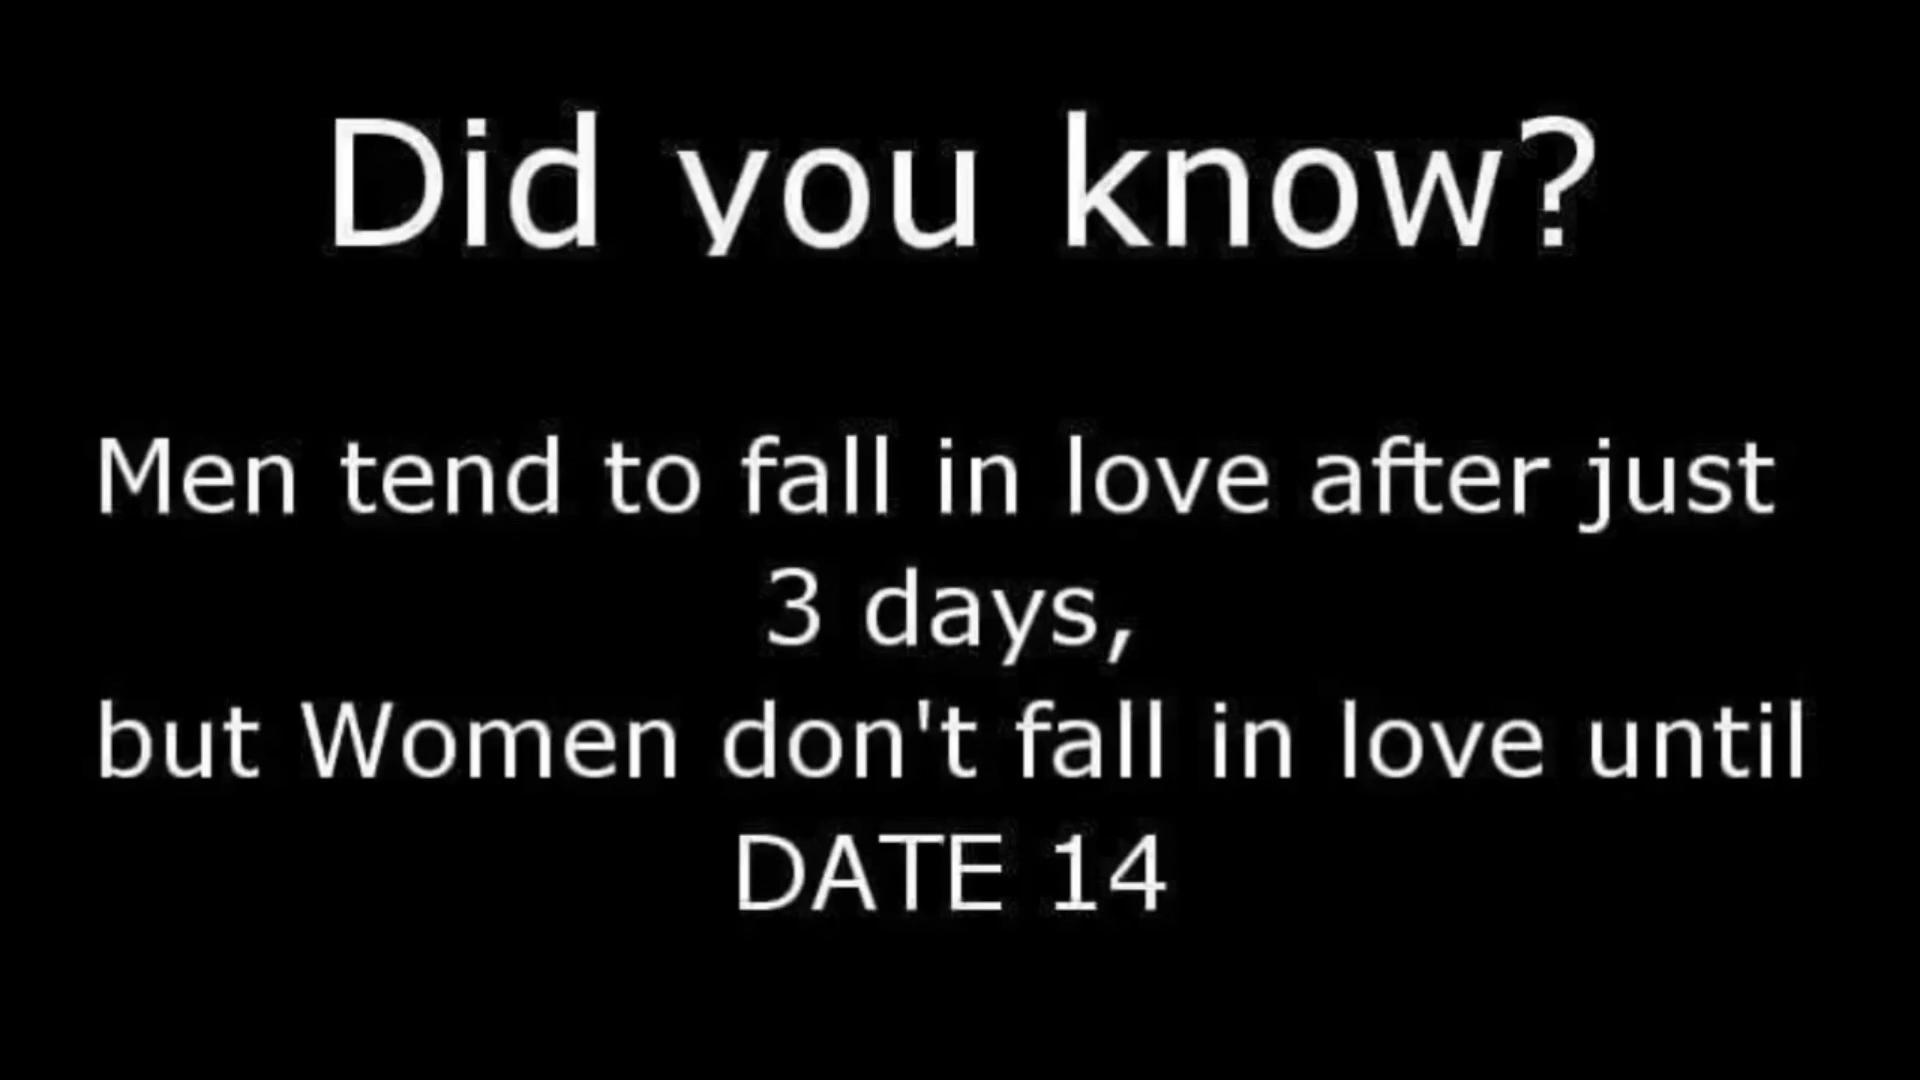 Did you know?
Men tend to fall in love after just
3 days,
but Women don't fall in love until
DATE 14